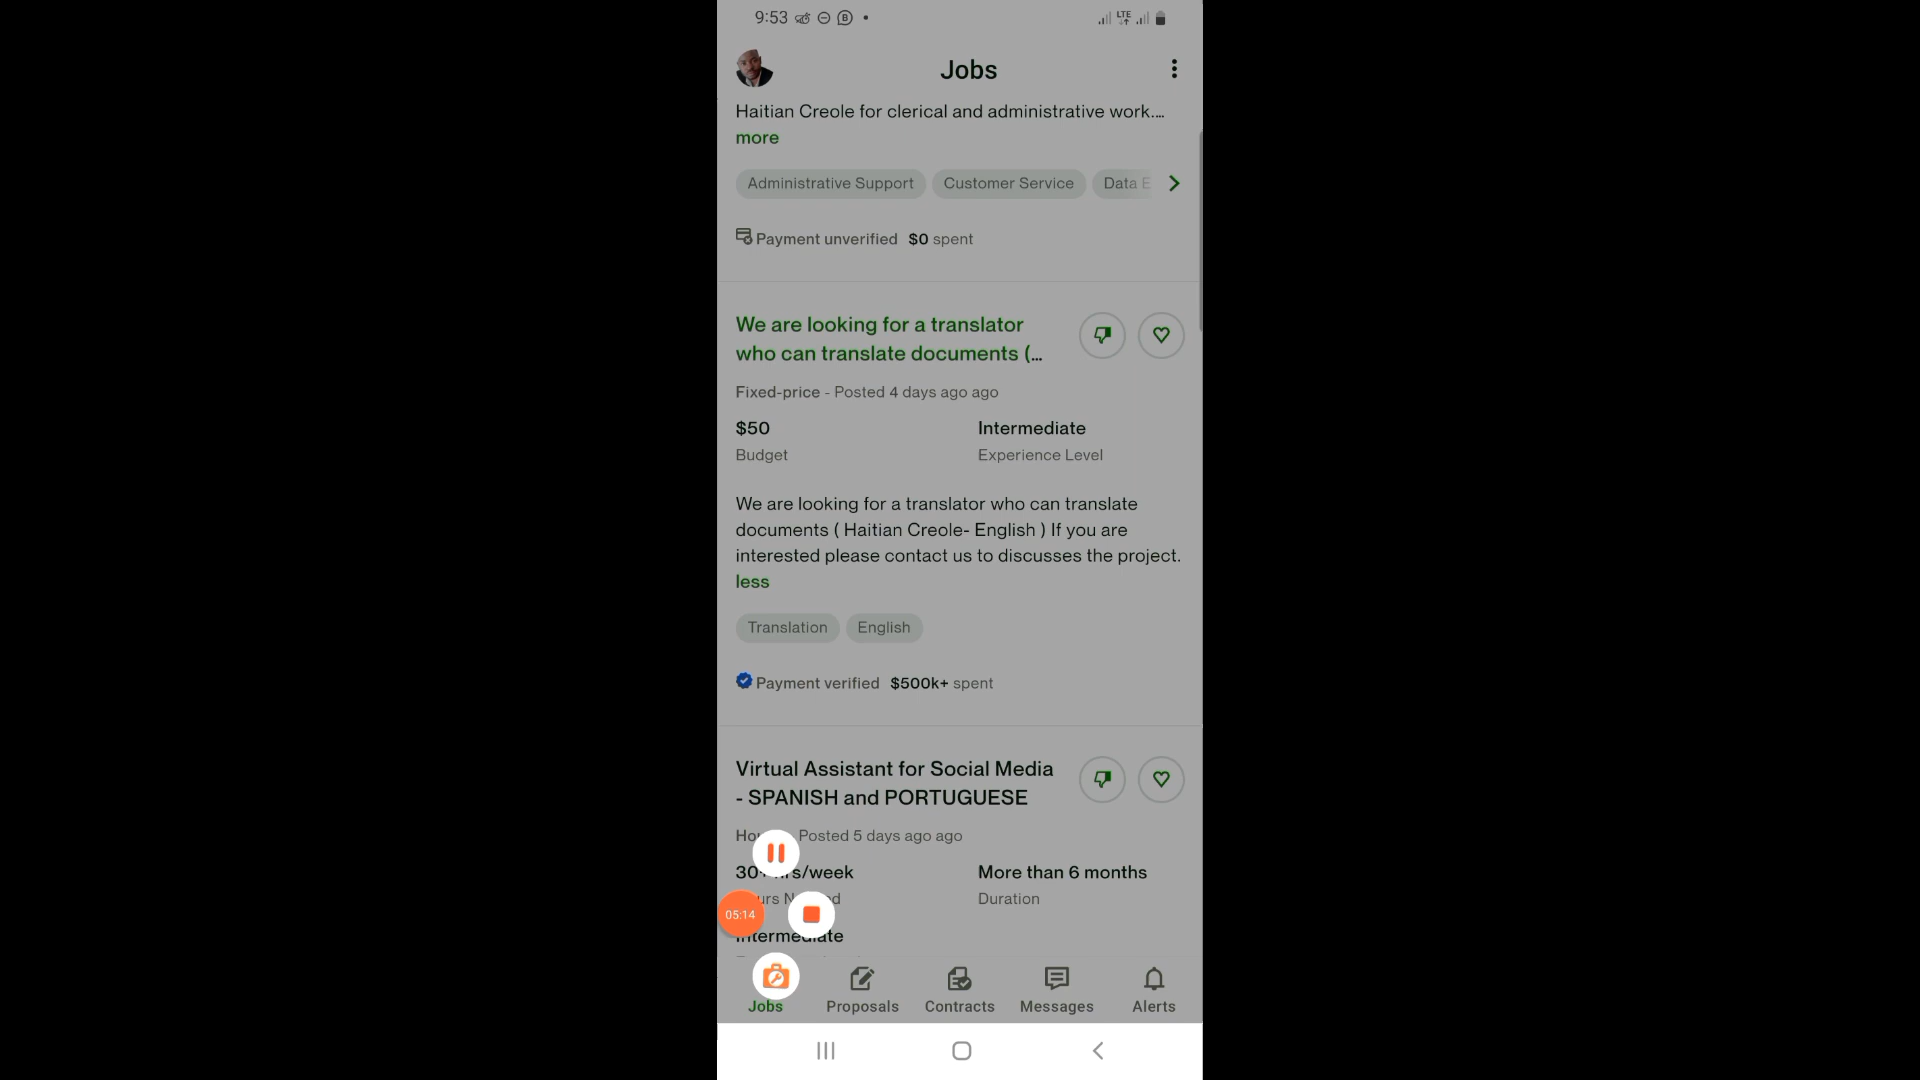 9:53
LTE
Jobs
Haitian Creole for clerical and administrative work....
more
Administrative Support Customer Service Data E
Payment unverified $0 spent
We are looking for a translator
who can translate documents (...
Fixed-price - Posted 4 days ago ago
$50 Intermediate
Budget Experience Level
We are looking for a translator who can translate
documents ( Haitian Creole- English ) If you are
interested please contact us to discusses the project.
less
Translation English
Payment verified $500k+ spent
Virtual Assistant for Social Media
- SPANISH and PORTUGUESE
Posted 5 days ago ago
More than 6 months
Duration
05:14
Intermediate
Jobs Proposals Contracts Messages Alerts